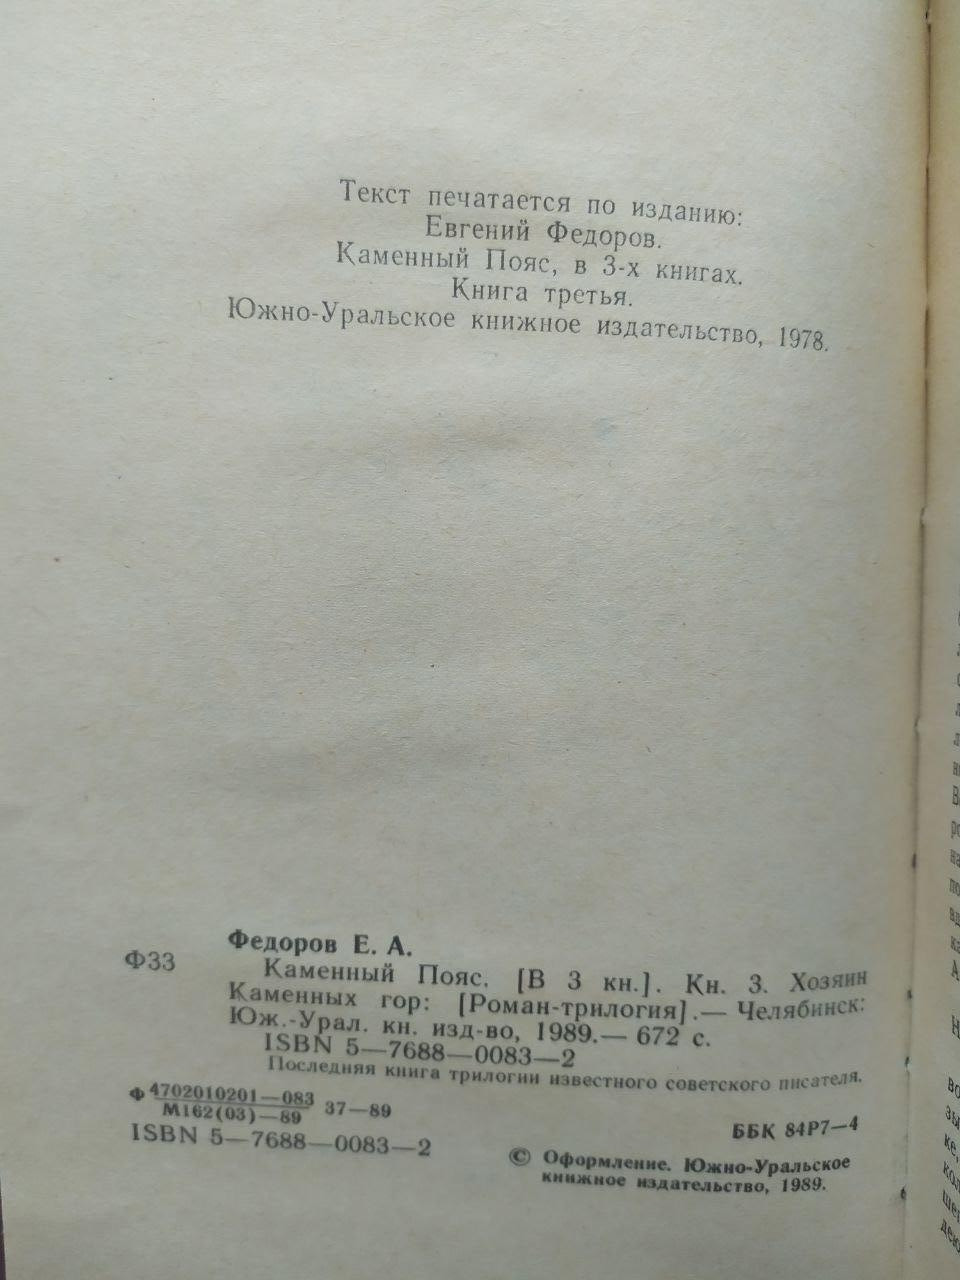 Текст печатается по изданию:
Евгений Федоров.
Каменный Пояс, в 3-х книгах.
Книга третья.
Южно-Уральское книжное издательство, 1978.
Федоров Е. А.
Ф33
Каменный Пояс. [В 3 кн.]. Кн. 3. Хозяин
Каменных гор: [Роман-трилогия].— Челябинск:
Юж.-Урал. кн. изд-во, 1989.— 672 с.
ISBN 5—7688—0083—2
Последняя книга трилогии известного советского писателя.
Ф 4702010201—083
М162(03)—89 37—89
ISBN 5—7688—0083—2
ББК 84Р7—4
© Оформление. Южно-Уральское
книжное издательство, 1989.